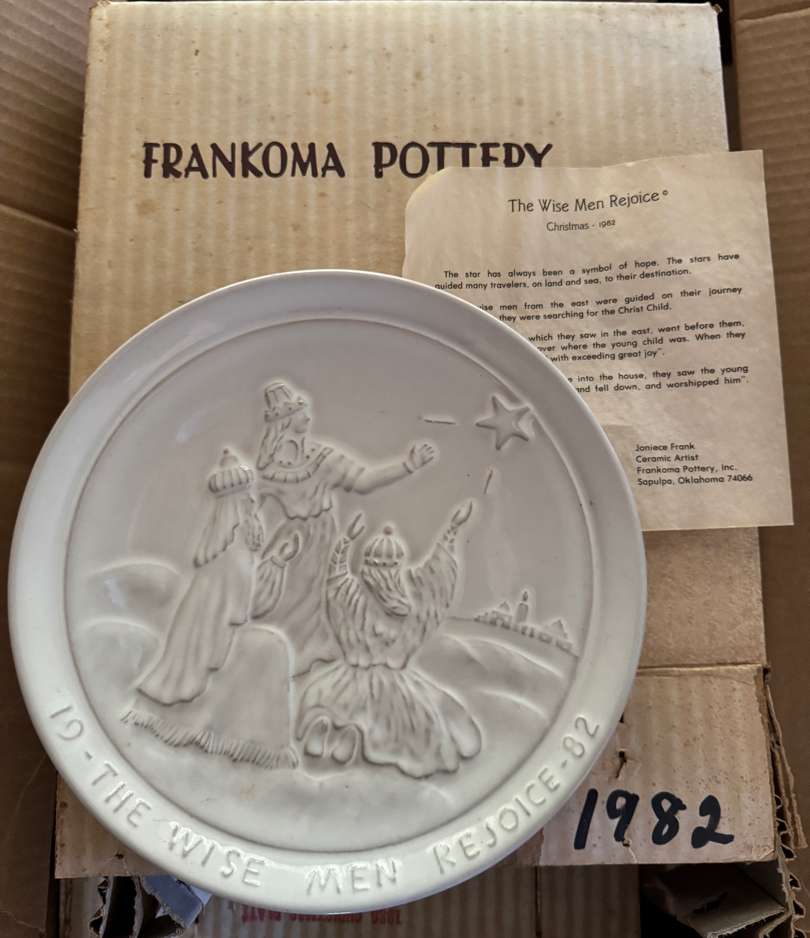 FRANKOMA POTTERY
The Wise Men Rejoice ©
Christmas - 1982
The star has always been a symbol of hope. The stars have
guided many travelers, on land and sea, to their destination.
wise men from the east were guided on their journey
they were searching for the Christ Child.
which they saw in the east, went before them,
over where the young child was. When they
with exceeding great joy".
into the house, they saw the young
and fell down, and worshipped him".
Joniece Frank
Ceramic Artist
Frankoma Pottery, Inc.
Sapulpa, Oklahoma 74066
19-THE WISE MEN REJOICE-82
1982